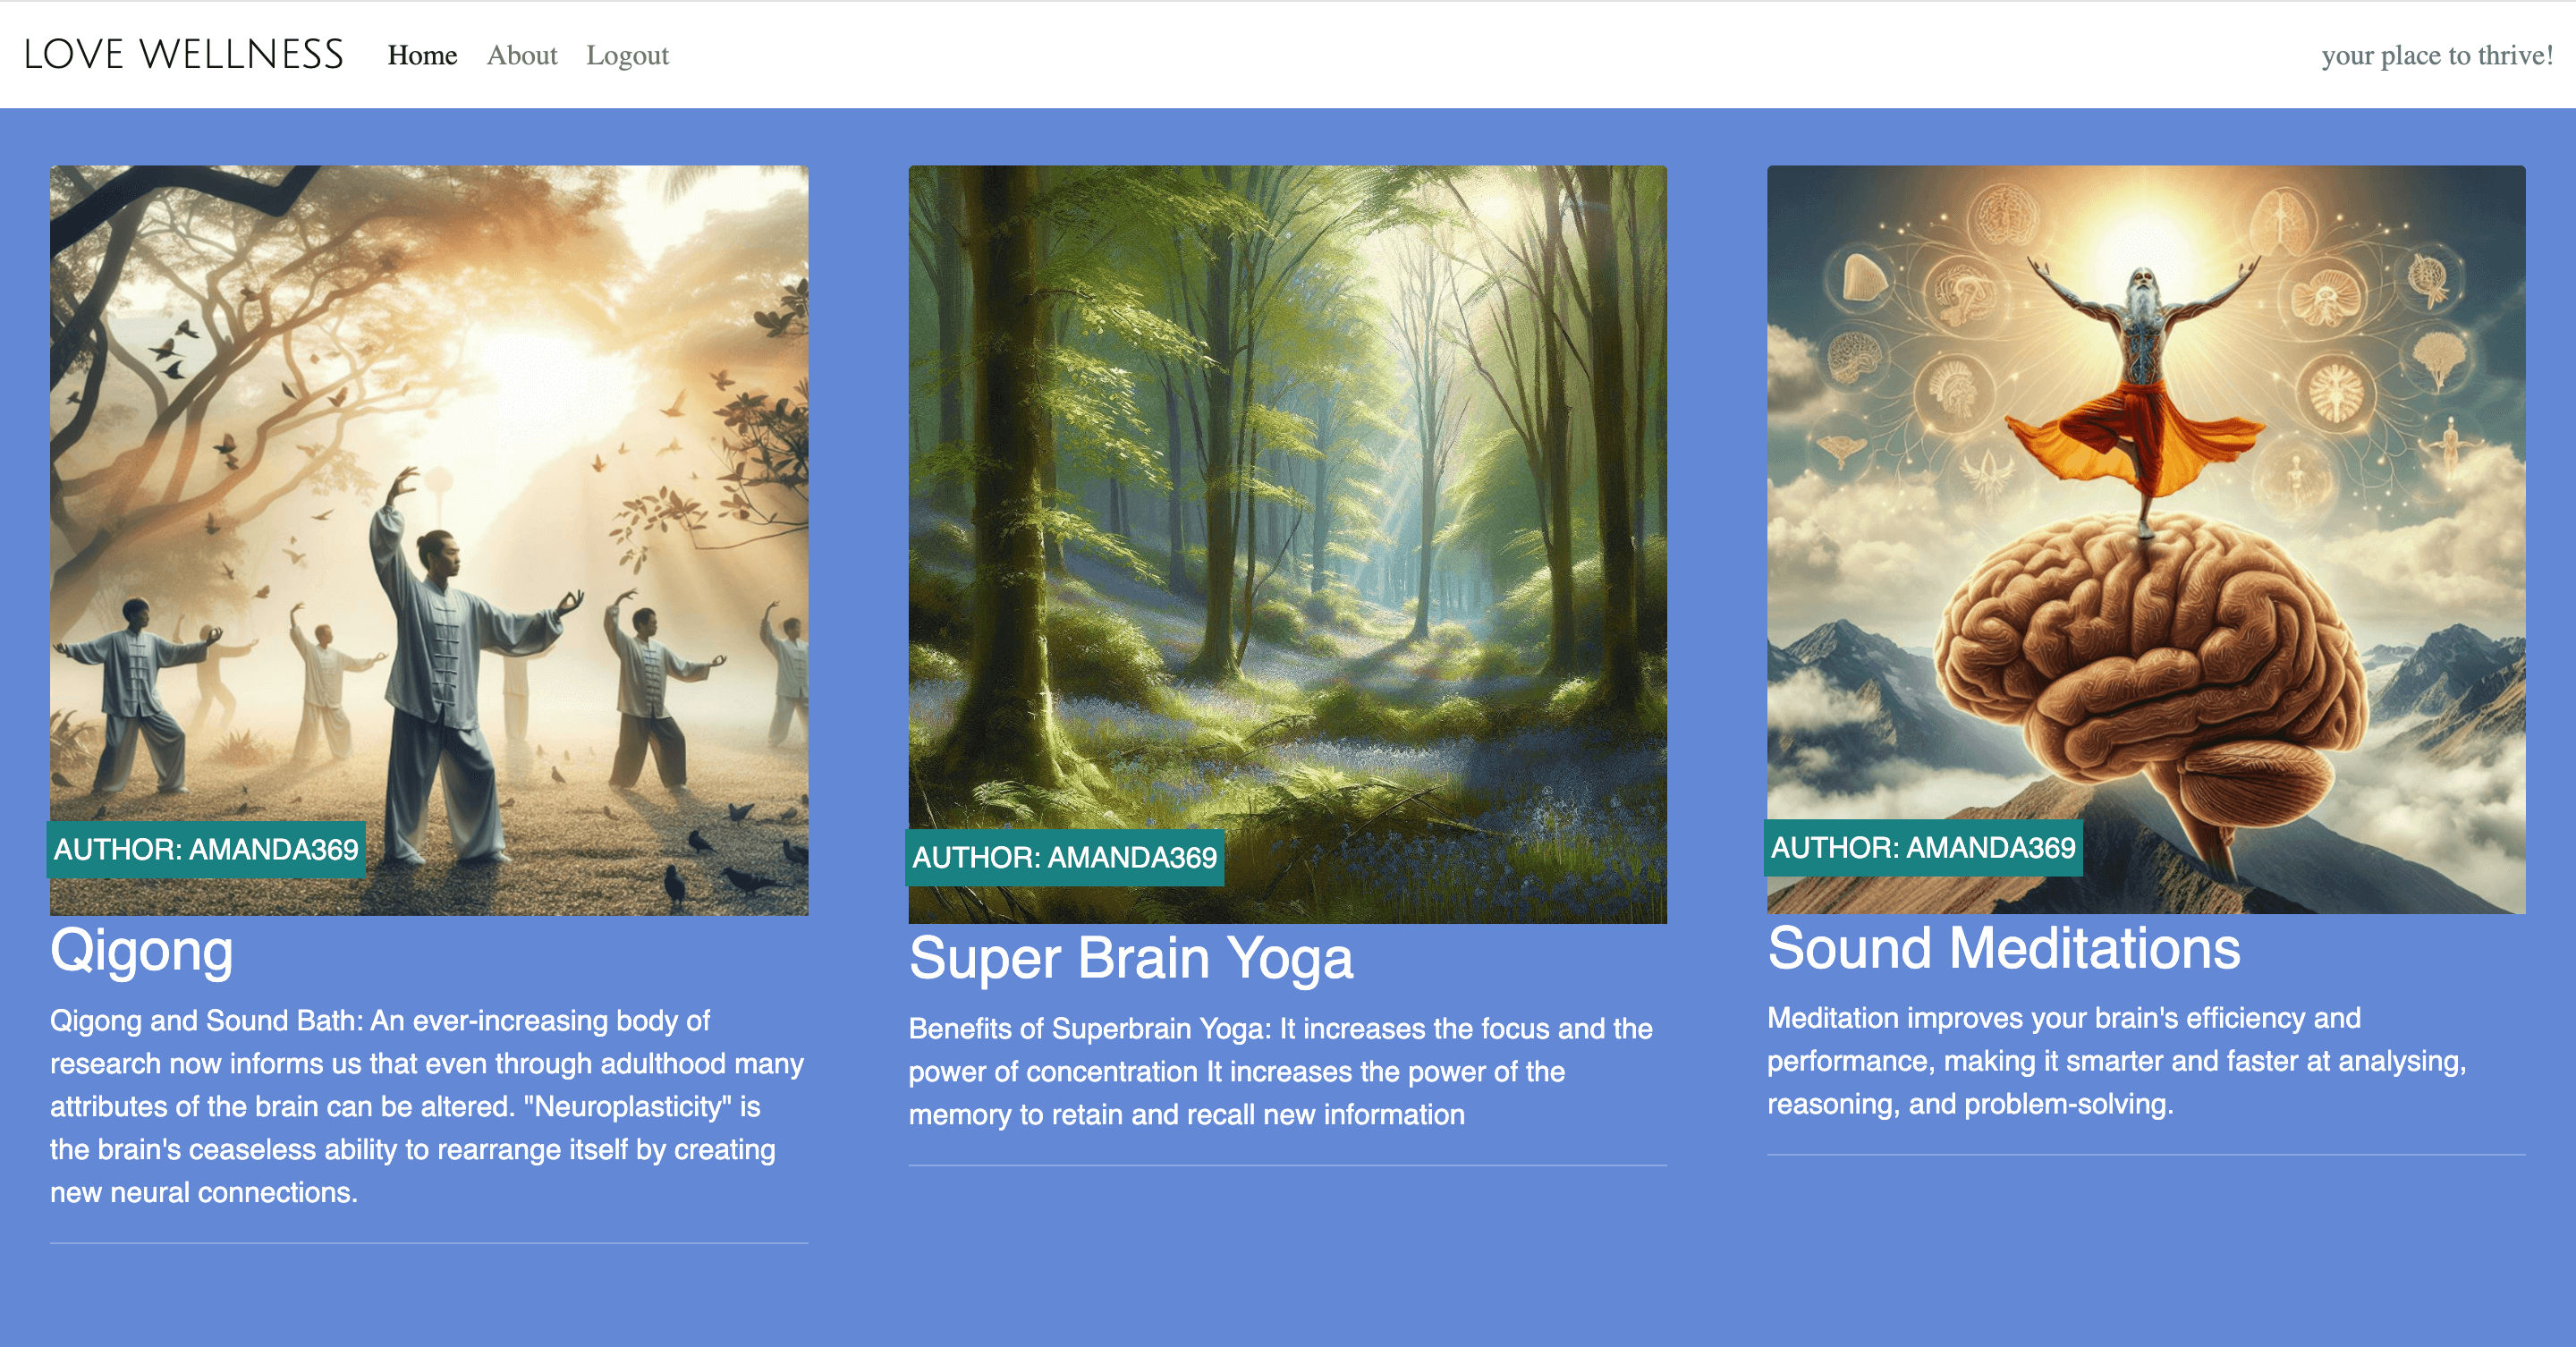 LOVE WELLNESS Home About Logout your place to thrive!
AUTHOR: AMANDA369
Qigong
Qigong and Sound Bath: An ever-increasing body of
research now informs us that even through adulthood many
attributes of the brain can be altered. "Neuroplasticity" is
the brain's ceaseless ability to rearrange itself by creating
new neural connections.
AUTHOR: AMANDA369
Super Brain Yoga
Benefits of Superbrain Yoga: It increases the focus and the
power of concentration It increases the power of the
memory to retain and recall new information
AUTHOR: AMANDA369
Sound Meditations
Meditation improves your brain's efficiency and
performance, making it smarter and faster at analysing,
reasoning, and problem-solving.